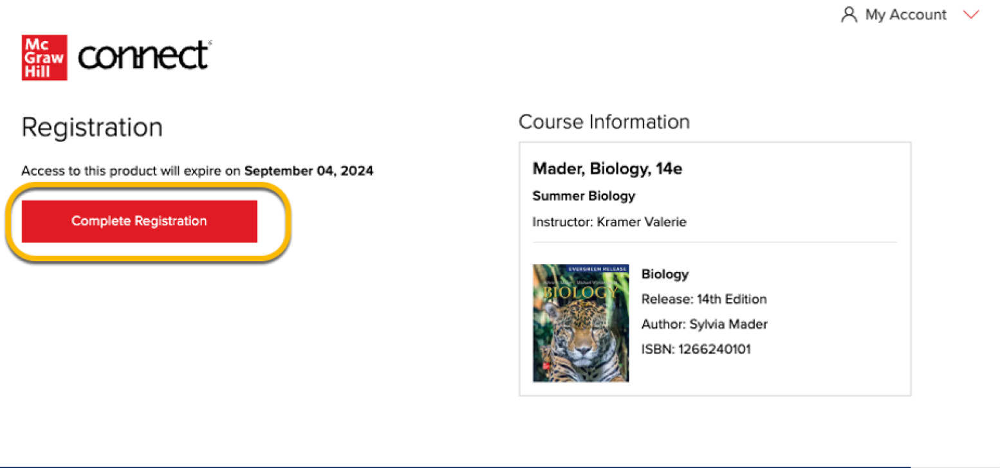 My Account
Mc
Graw
Hill
connect
Registration
Access to this product will expire on September 04, 2024
Complete Registration
Course Information
Mader, Biology, 14e
Summer Biology
Instructor: Kramer Valerie
EVERGREEN RELEASE
BIOLOGY
Biology
Release: 14th Edition
Author: Sylvia Mader
ISBN: 1266240101